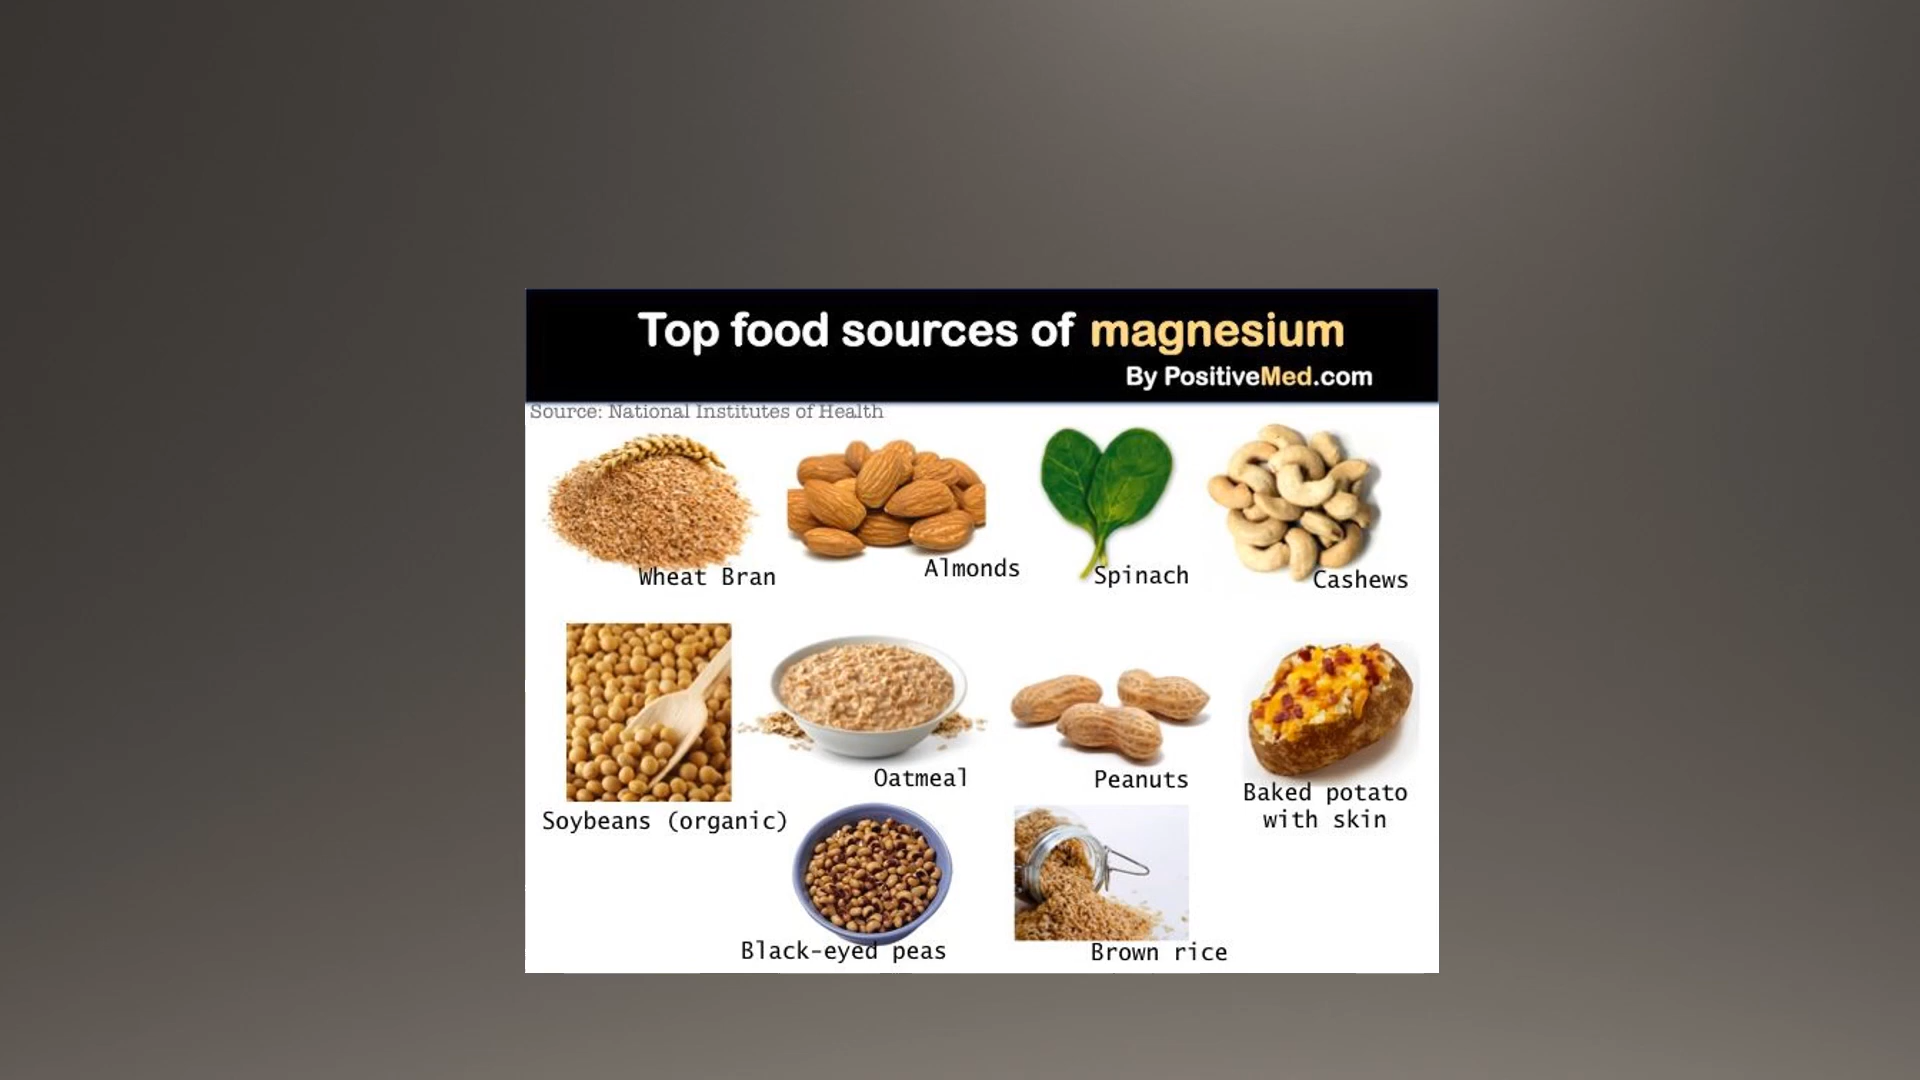 Top food sources of magnesium
By PositiveMed.com
Source: National Institutes of Health
Wheat Bran
Almonds
Spinach
Cashews
Soybeans (organic)
Oatmeal
Peanuts
Baked potato
with skin
Black-eyed peas
Brown rice